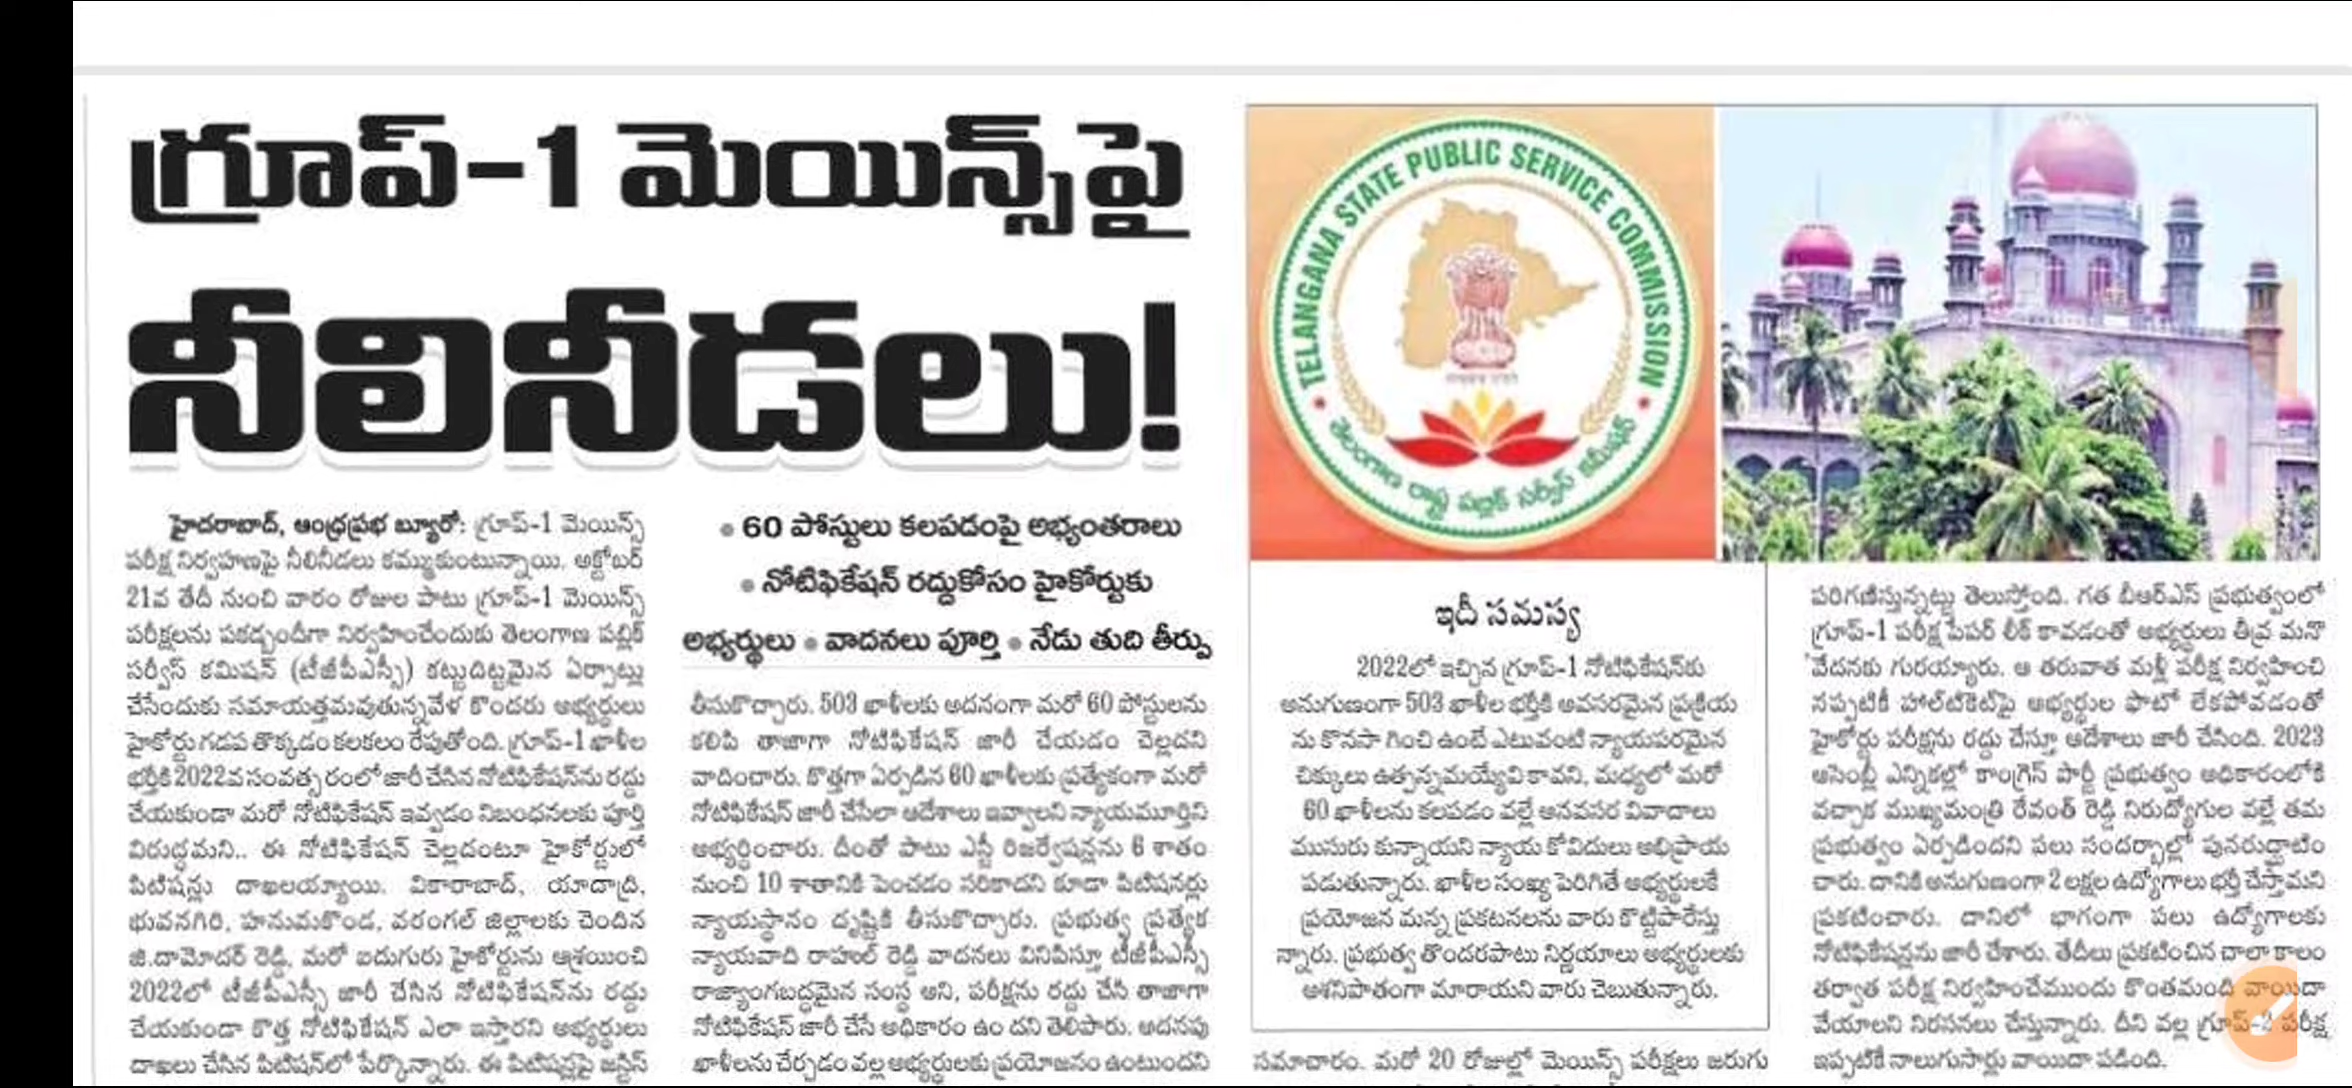 గ్రూప్-1 మెయిన్స్‌పై
నీలినీడలు!
హైదరాబాద్, ఆంధ్రప్రభ బ్యూరో: గ్రూప్-1 మెయిన్స్
పరీక్ష నిర్వహణపై నీలినీడలు కమ్ముకుంటున్నాయి. అక్టోబర్
21వ తేదీ నుంచి వారం రోజుల పాటు గ్రూప్-1 మెయిన్స్
పరీక్షలను పకడ్బందీగా నిర్వహించేందుకు తెలంగాణ పబ్లిక్
సర్వీస్ కమిషన్ (టీజీపీఎస్సీ) కట్టుదిట్టమైన ఏర్పాట్లు
చేసేందుకు సమాయత్తమవుతున్నవేళ కొందరు అభ్యర్థులు
హైకోర్టు గడప తొక్కడం కలకలం రేపుతోంది. గ్రూప్-1 ఖాళీల
భర్తీకి 2022వ సంవత్సరంలో జారీ చేసిన నోటిఫికేషన్‌ను రద్దు
చేయకుండా మరో నోటిఫికేషన్ ఇవ్వడం నిబంధనలకు పూర్తి
విరుద్ధమని.. ఈ నోటిఫికేషన్ చెల్లదంటూ హైకోర్టులో
పిటిషన్లు దాఖలయ్యాయి. వికారాబాద్, యాదాద్రి,
భువనగిరి, హనుమకొండ, వరంగల్ జిల్లాలకు చెందిన
జి.దామోదర్ రెడ్డి, మరో ఐదుగురు హైకోర్టును ఆశ్రయించి
2022లో టీజీపీఎస్సీ జారీ చేసిన నోటిఫికేషన్‌ను రద్దు
చేయకుండా కొత్త నోటిఫికేషన్ ఎలా ఇస్తారని అభ్యర్థులు
దాఖలు చేసిన పిటిషన్‌లో పేర్కొన్నారు. ఈ పిటిషన్లపై జస్టిస్
• 60 పోస్టులు కలపడంపై అభ్యంతరాలు
• నోటిఫికేషన్ రద్దుకోసం హైకోర్టుకు
అభ్యర్థులు • వాదనలు పూర్తి • నేడు తుది తీర్పు
తీసుకొచ్చారు. 503 ఖాళీలకు అదనంగా మరో 60 పోస్టులను
కలిపి తాజాగా నోటిఫికేషన్ జారీ చేయడం చెల్లదని
వాదించారు. కొత్తగా ఏర్పడిన 60 ఖాళీలకు ప్రత్యేకంగా మరో
నోటిఫికేషన్ జారీ చేసేలా ఆదేశాలు ఇవ్వాలని న్యాయమూర్తిని
అభ్యర్థించారు. దీంతో పాటు ఎస్టీ రిజర్వేషన్లను 6 శాతం
నుంచి 10 శాతానికి పెంచడం సరికాదని కూడా పిటిషనర్లు
న్యాయస్థానం దృష్టికి తీసుకొచ్చారు. ప్రభుత్వ ప్రత్యేక
న్యాయవాది రాహుల్ రెడ్డి వాదనలు వినిపిస్తూ టీజీపీఎస్సీ
రాజ్యాంగబద్ధమైన సంస్థ అని, పరీక్షను రద్దు చేసి తాజాగా
నోటిఫికేషన్ జారీ చేసే అధికారం ఉం దని తెలిపారు. అదనపు
ఖాళీలను చేర్చడం వల్ల అభ్యర్థులకు ప్రయోజనం ఉంటుందని
TELANGANA STATE PUBLIC SERVICE COMMISSION
తెలంగాణ రాష్ట్ర పబ్లిక్ సర్వీస్ కమీషన్
ఇదీ సమస్య
2022లో ఇచ్చిన గ్రూప్-1 నోటిఫికేషన్‌కు
అనుగుణంగా 503 ఖాళీల భర్తీకి అవసరమైన ప్రక్రియ
ను కొనసా గించి ఉంటే ఎటువంటి న్యాయపరమైన
చిక్కులు ఉత్పన్నమయ్యేవి కావని, మధ్యలో మరో
60 ఖాళీలను కలపడం వల్లే అనవసర వివాదాలు
ముసురు కున్నాయని న్యాయ కోవిదులు అభిప్రాయ
పడుతున్నారు. ఖాళీల సంఖ్య పెరిగితే అభ్యర్థులకే
ప్రయోజన మన్న ప్రకటనలను వారు కొట్టిపారేస్తు
న్నారు. ప్రభుత్వ తొందరపాటు నిర్ణయాలు అభ్యర్థులకు
అశనిపాతంగా మారాయని వారు చెబుతున్నారు.
సమాచారం. మరో 20 రోజుల్లో మెయిన్స్ పరీక్షలు జరుగు
పరిగణిస్తున్నట్టు తెలుస్తోంది. గత బీఆర్ఎస్ ప్రభుత్వంలో
గ్రూప్-1 పరీక్ష పేపర్ లీక్ కావడంతో అభ్యర్థులు తీవ్ర మనో
వేదనకు గురయ్యారు. ఆ తరువాత మళ్లీ పరీక్ష నిర్వహించి
నప్పటికీ హాల్‌టికెట్‌పై అభ్యర్థుల ఫొటో లేకపోవడంతో
హైకోర్టు పరీక్షను రద్దు చేస్తూ ఆదేశాలు జారీ చేసింది. 2023
అసెంబ్లీ ఎన్నికల్లో కాంగ్రెస్ పార్టీ ప్రభుత్వం అధికారంలోకి
వచ్చాక ముఖ్యమంత్రి రేవంత్ రెడ్డి నిరుద్యోగుల వల్లే తమ
ప్రభుత్వం ఏర్పడిందని పలు సందర్భాల్లో పునరుద్ఘాటిం
చారు. దానికి అనుగుణంగా 2 లక్షల ఉద్యోగాలు భర్తీ చేస్తామని
ప్రకటించారు. దానిలో భాగంగా పలు ఉద్యోగాలకు
నోటిఫికేషన్లను జారీ చేశారు. తేదీలు ప్రకటించిన చాలా కాలం
తర్వాత పరీక్ష నిర్వహించేముందు కొంతమంది వాయిదా
వేయాలని నిరసనలు చేస్తున్నారు. దీని వల్ల గ్రూప్-2 పరీక్ష
ఇప్పటికే నాలుగుసార్లు వాయిదా పడింది.